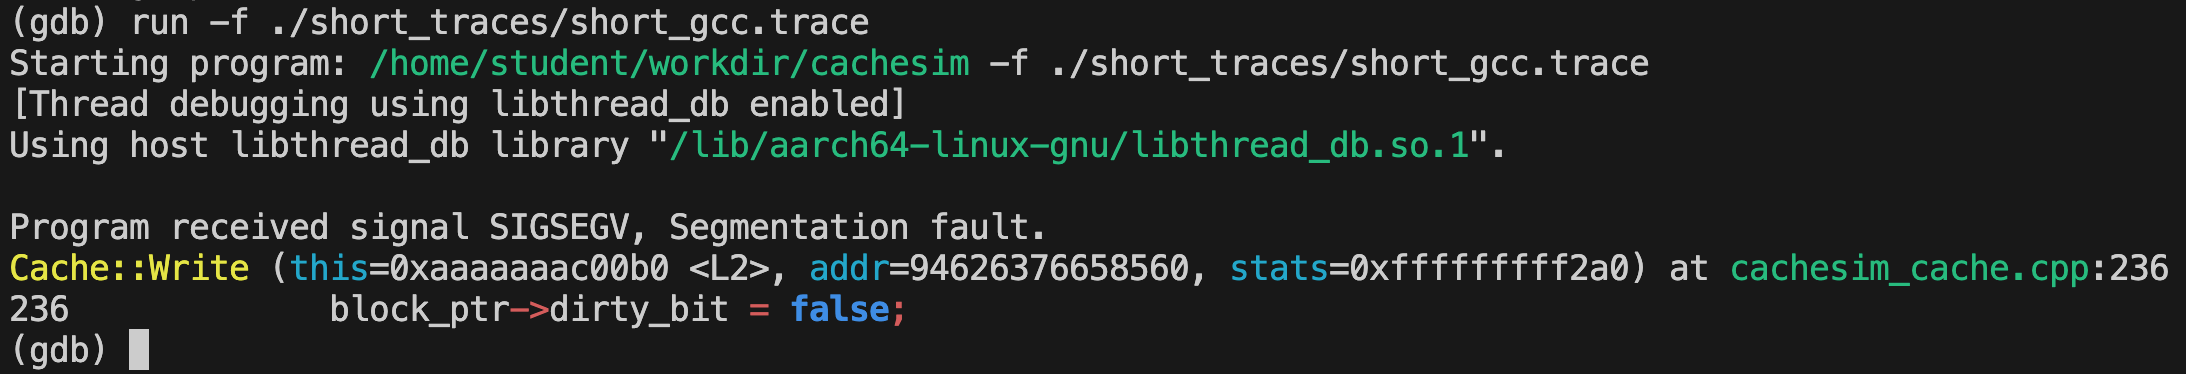 (gdb) run -f ./short_traces/short_gcc.trace
Starting program: /home/student/workdir/cachesim -f ./short_traces/short_gcc.trace
[Thread debugging using libthread_db enabled]
Using host libthread_db library "/lib/aarch64-linux-gnu/libthread_db.so.1".
Program received signal SIGSEGV, Segmentation fault.
Cache::Write (this=0xaaaaaaac00b0 <L2>, addr=94626376658560, stats=0xfffffffff2a0) at cachesim_cache.cpp:236
236             block_ptr->dirty_bit = false;
(gdb)